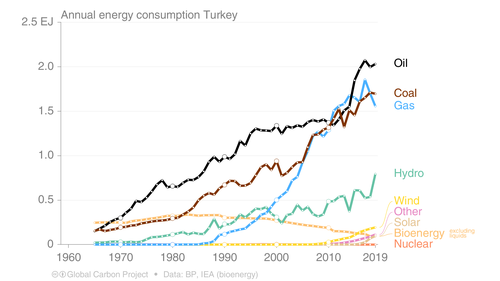 Annual energy consumption Turkey
2.5 EJ
2.0
1.5
1.0
0.5
0
1960 1970 1980 1990 2000 2010 2019
Oil
Coal
Gas
Hydro
Wind
Other
Solar
Bioenergy excluding liquids
Nuclear
Global Carbon Project • Data: BP, IEA (bioenergy)